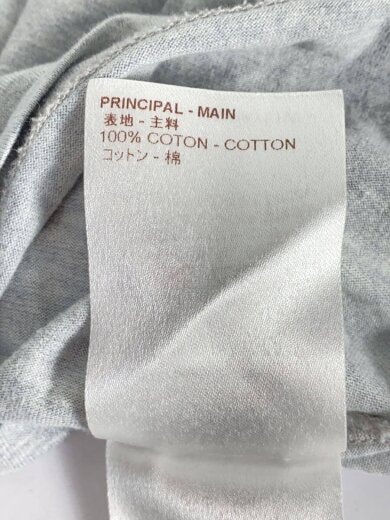 PRINCIPAL - MAIN
表地 - 主料
100% COTON - COTTON
コットン - 棉